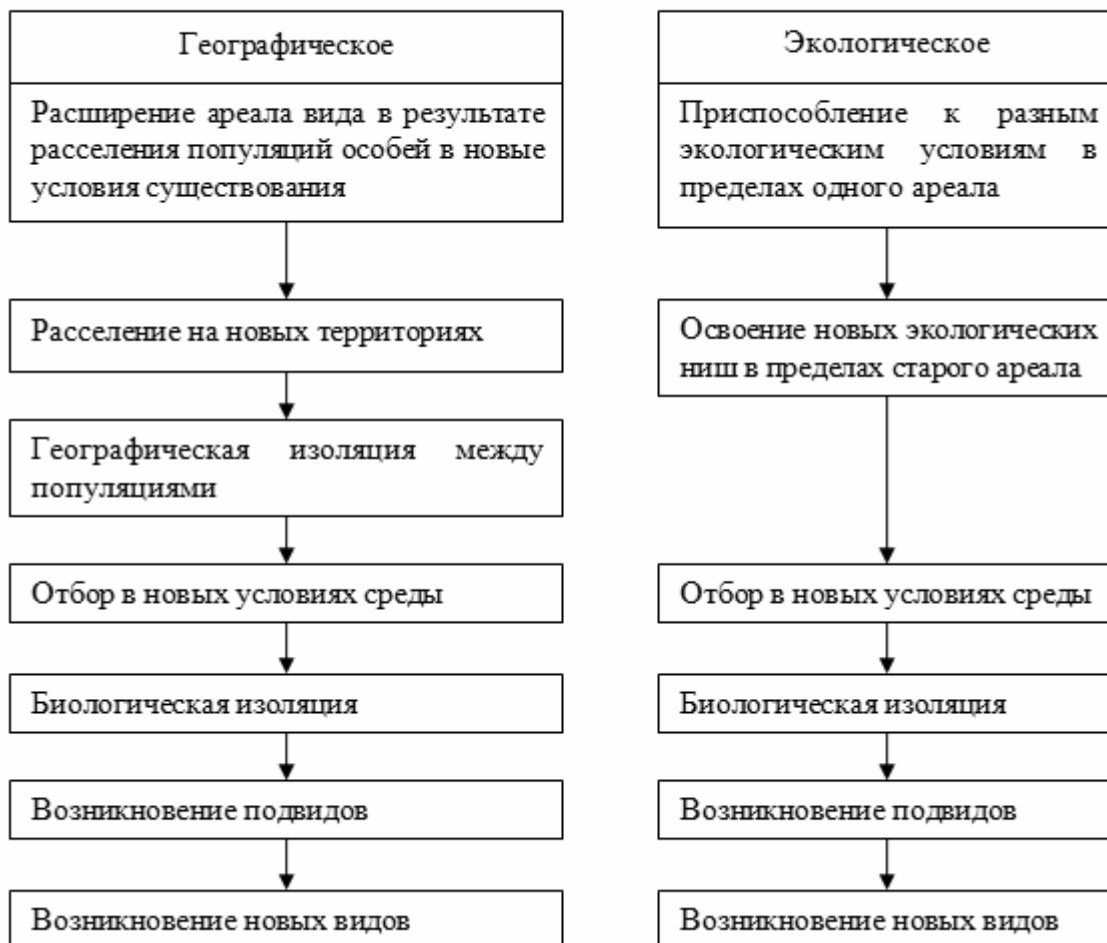 Географическое
Расширение ареала вида в результате
расселения популяций особей в новые
условия существования
Расселение на новых территориях
Географическая изоляция между
популяциями
Отбор в новых условиях среды
Биологическая изоляция
Возникновение подвидов
Возникновение новых видов
Экологическое
Приспособление к разным
экологическим условиям в
пределах одного ареала
Освоение новых экологических
ниш в пределах старого ареала
Отбор в новых условиях среды
Биологическая изоляция
Возникновение подвидов
Возникновение новых видов